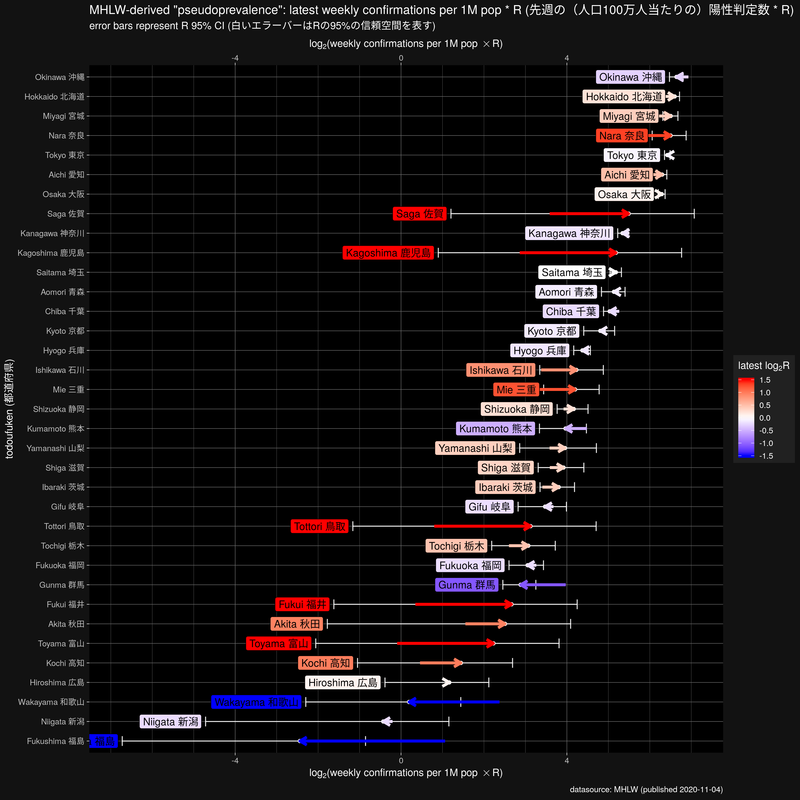 MHLW-derived "pseudoprevalence": latest weekly confirmations per 1M pop * R (先週の（人口100万人当たりの）陽性判定数 * R)
error bars represent R 95% CI (白いエラーバーはRの95%の信頼空間を表す)
log2(weekly confirmations per 1M pop × R)
-4 0 4
Okinawa 沖縄 Okinawa 沖縄
Hokkaido 北海道 Hokkaido 北海道
Miyagi 宮城 Miyagi 宮城
Nara 奈良 Nara 奈良
Tokyo 東京 Tokyo 東京
Aichi 愛知 Aichi 愛知
Osaka 大阪 Osaka 大阪
Saga 佐賀 Saga 佐賀
Kanagawa 神奈川 Kanagawa 神奈川
Kagoshima 鹿児島 Kagoshima 鹿児島
Saitama 埼玉 Saitama 埼玉
Aomori 青森 Aomori 青森
Chiba 千葉 Chiba 千葉
Kyoto 京都 Kyoto 京都
Hyogo 兵庫 Hyogo 兵庫
Ishikawa 石川 Ishikawa 石川
Mie 三重 Mie 三重
Shizuoka 静岡 Shizuoka 静岡
Kumamoto 熊本 Kumamoto 熊本
Yamanashi 山梨 Yamanashi 山梨
Shiga 滋賀 Shiga 滋賀
Ibaraki 茨城 Ibaraki 茨城
Gifu 岐阜 Gifu 岐阜
Tottori 鳥取 Tottori 鳥取
Tochigi 栃木 Tochigi 栃木
Fukuoka 福岡 Fukuoka 福岡
Gunma 群馬 Gunma 群馬
Fukui 福井 Fukui 福井
Akita 秋田 Akita 秋田
Toyama 富山 Toyama 富山
Kochi 高知 Kochi 高知
Hiroshima 広島 Hiroshima 広島
Wakayama 和歌山 Wakayama 和歌山
Niigata 新潟 Niigata 新潟
Fukushima 福島 福島
-4 0 4
log2(weekly confirmations per 1M pop × R)
todoufuken (都道府県)
latest log2R
1.5
1.0
0.5
0.0
-0.5
-1.0
-1.5
datasource: MHLW (published 2020-11-04)